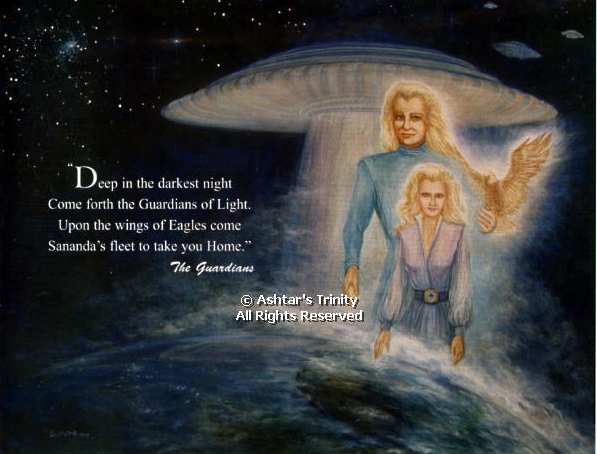 “Deep in the darkest night
Come forth the Guardians of Light.
Upon the wings of Eagles come
Sananda’s fleet to take you Home.”
The Guardians
© Ashtar's Trinity
All Rights Reserved